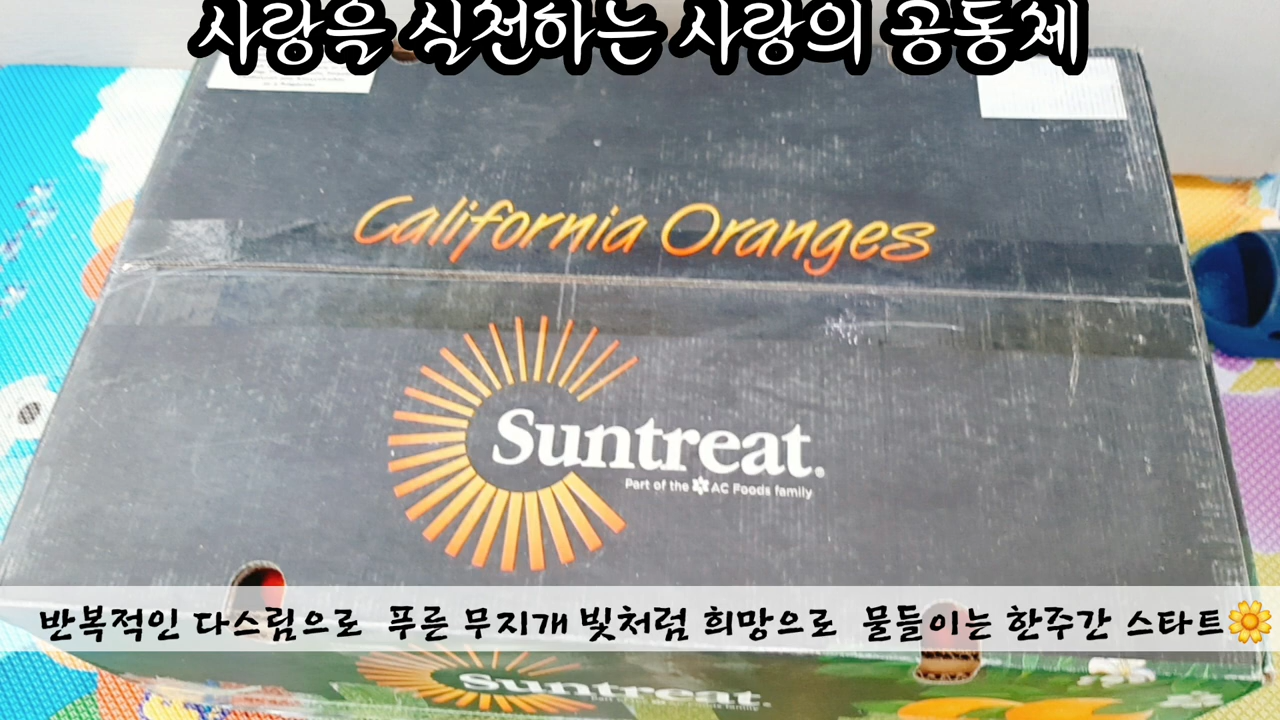 사랑을 실천하는 사랑의 공동체
California Oranges
Suntreat®
Part of the AC Foods family
반복적인 다스림으로 푸른 무지개 빛처럼 희망으로 물들이는 한주간 스타트🌼
Suntreat